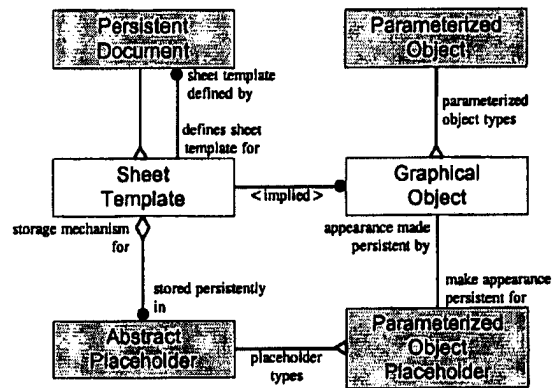 Persistent
Document
Parameterized
Object
sheet template
defined by
parameterized
object types
defines sheet
template for
Sheet
Template
< implied >
Graphical
Object
storage mechanism
for
appearance made
persistent by
stored persistently
in
make appearance
persistent for
Abstract
Placeholder
placeholder
types
Parameterized
Object
Placeholder